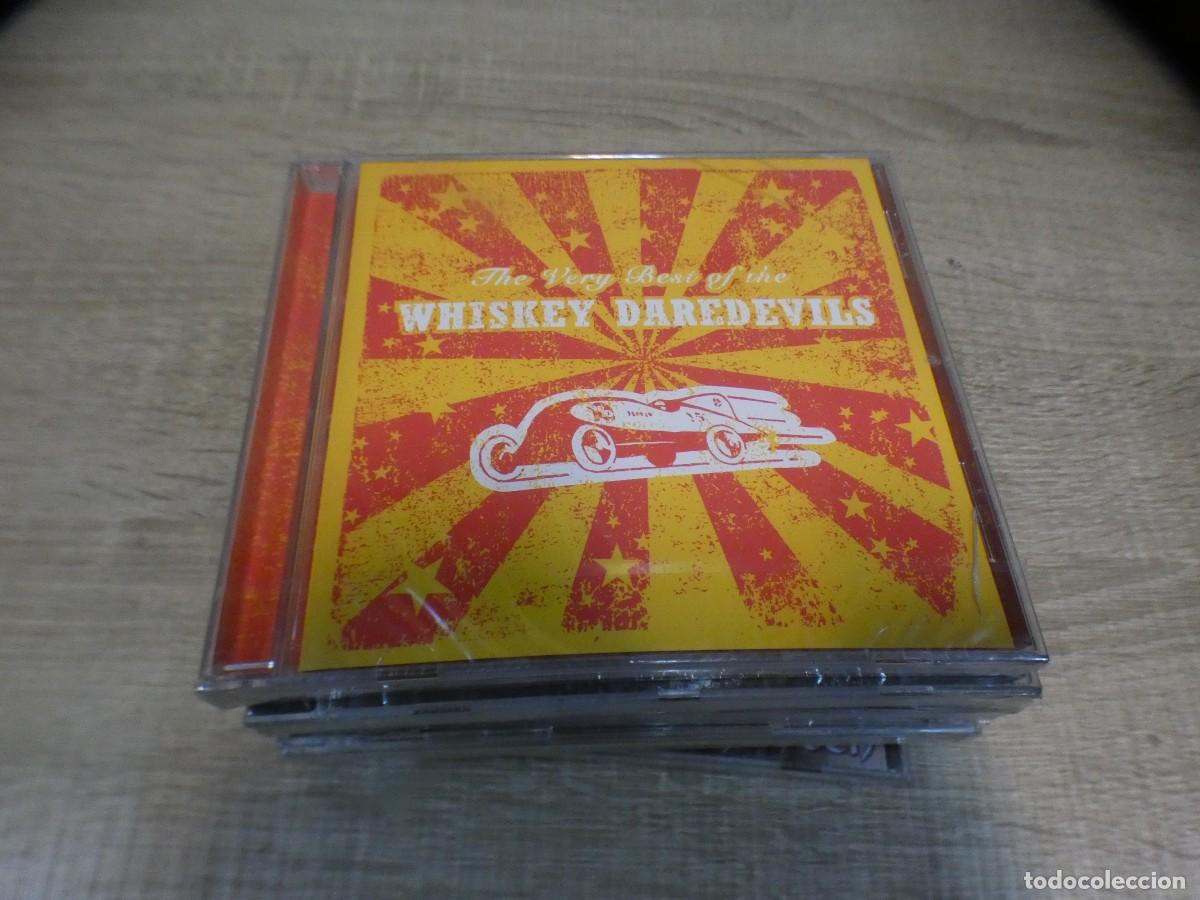 The Very Best of the
WHISKEY DAREDEVILS
todocoleccion